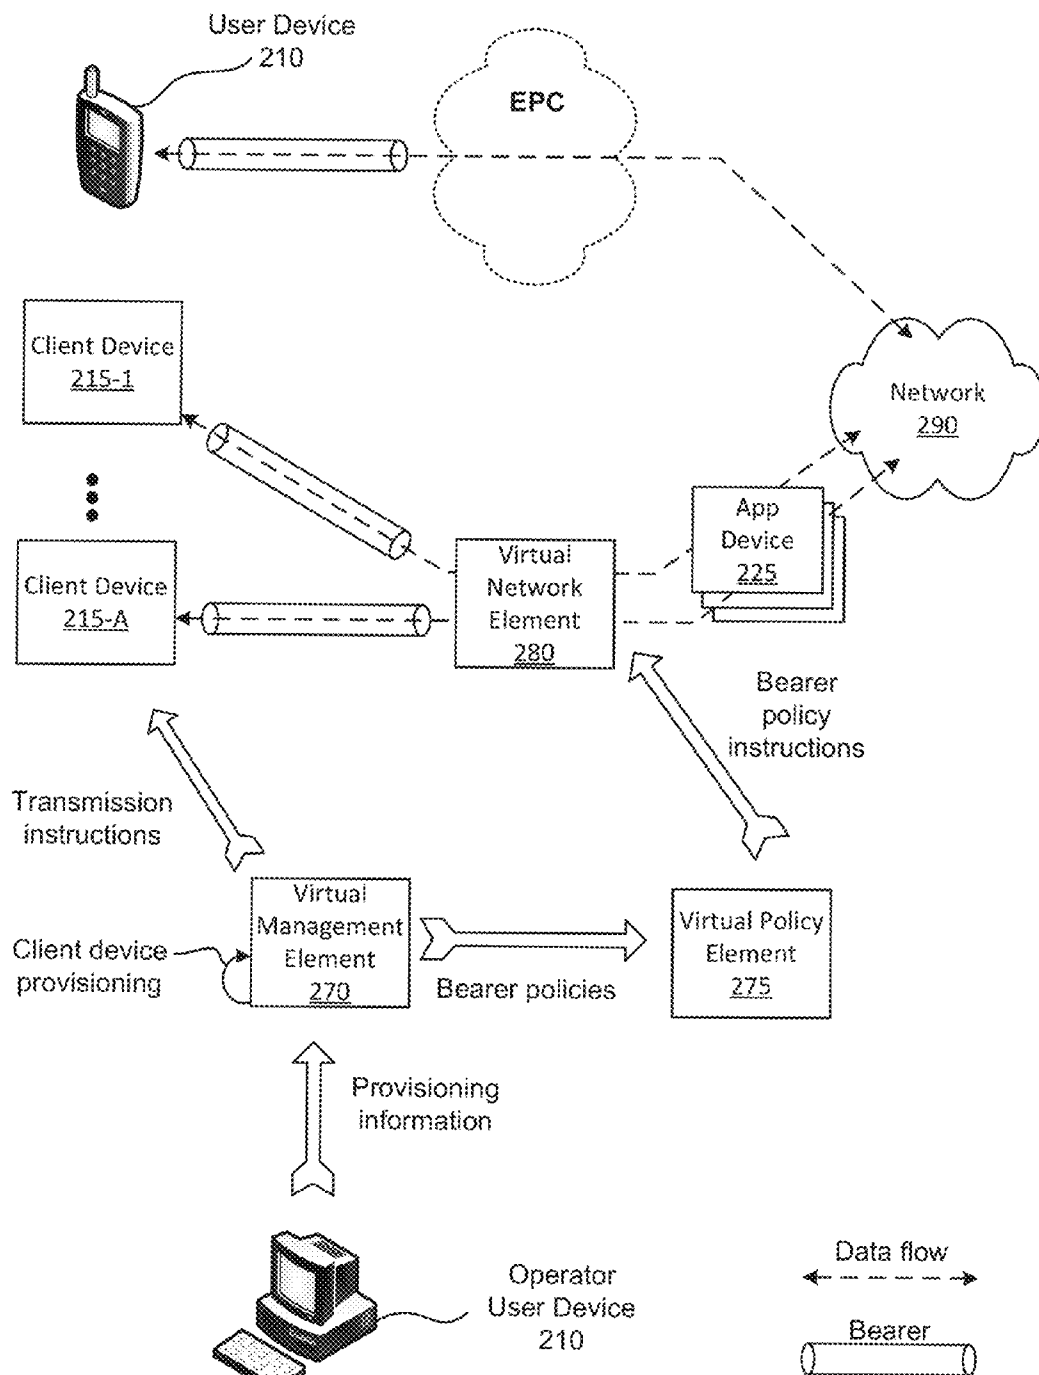 User Device
210
EPC
Client Device
215-1
Network
290
App
Device
225
Client Device
215-A
Virtual
Network
Element
280
Bearer
policy
instructions
Transmission
instructions
Virtual
Management
Element
270
Client device
provisioning
Bearer policies
Virtual Policy
Element
275
Provisioning
information
Operator
User Device
210
Data flow
Bearer